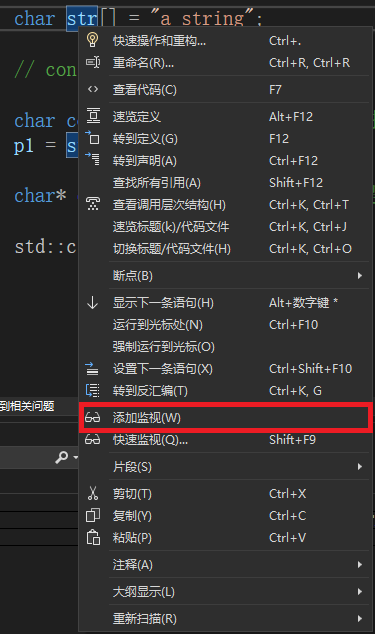 char str[] = "a string";
快速操作和重构... Ctrl+.
// con
重命名(R)... Ctrl+R, Ctrl+R
查看代码(C) F7
char co
速览定义 Alt+F12
p1 = s
转到定义(G) F12
转到声明(A) Ctrl+F12
查找所有引用(A) Shift+F12
char*
查看调用层次结构(H) Ctrl+K, Ctrl+T
速览标题(k)/代码文件 Ctrl+K, Ctrl+J
切换标题/代码文件(H) Ctrl+K, Ctrl+O
std::c
断点(B)
显示下一条语句(H) Alt+数字键 *
运行到光标处(N) Ctrl+F10
强制运行到光标(O)
设置下一条语句(X) Ctrl+Shift+F10
转到反汇编(T) Ctrl+K, G
到相关问题
添加监视(W)
快速监视(Q)... Shift+F9
片段(S)
剪切(T) Ctrl+X
复制(Y) Ctrl+C
粘贴(P) Ctrl+V
注释(A)
大纲显示(L)
重新扫描(R)